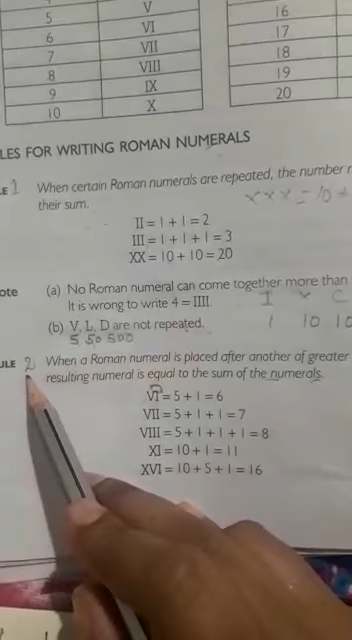 5 V 16
6 VI 17
7 VII 18
8 VIII 19
9 IX 20
10 X
LES FOR WRITING ROMAN NUMERALS
LE 1 When certain Roman numerals are repeated, the number
their sum. x x x = 10 +
II = 1 + 1 = 2
III = 1 + 1 + 1 = 3
XX = 10 + 10 = 20
ote (a) No Roman numeral can come together more than
It is wrong to write 4 = IIII.
(b) V, L, D are not repeated.
5 50 500
ULE 2 When a Roman numeral is placed after another of greater
resulting numeral is equal to the sum of the numerals.
VI = 5 + 1 = 6
VII = 5 + 1 + 1 = 7
VIII = 5 + 1 + 1 + 1 = 8
XI = 10 + 1 = 11
XVI = 10 + 5 + 1 = 16